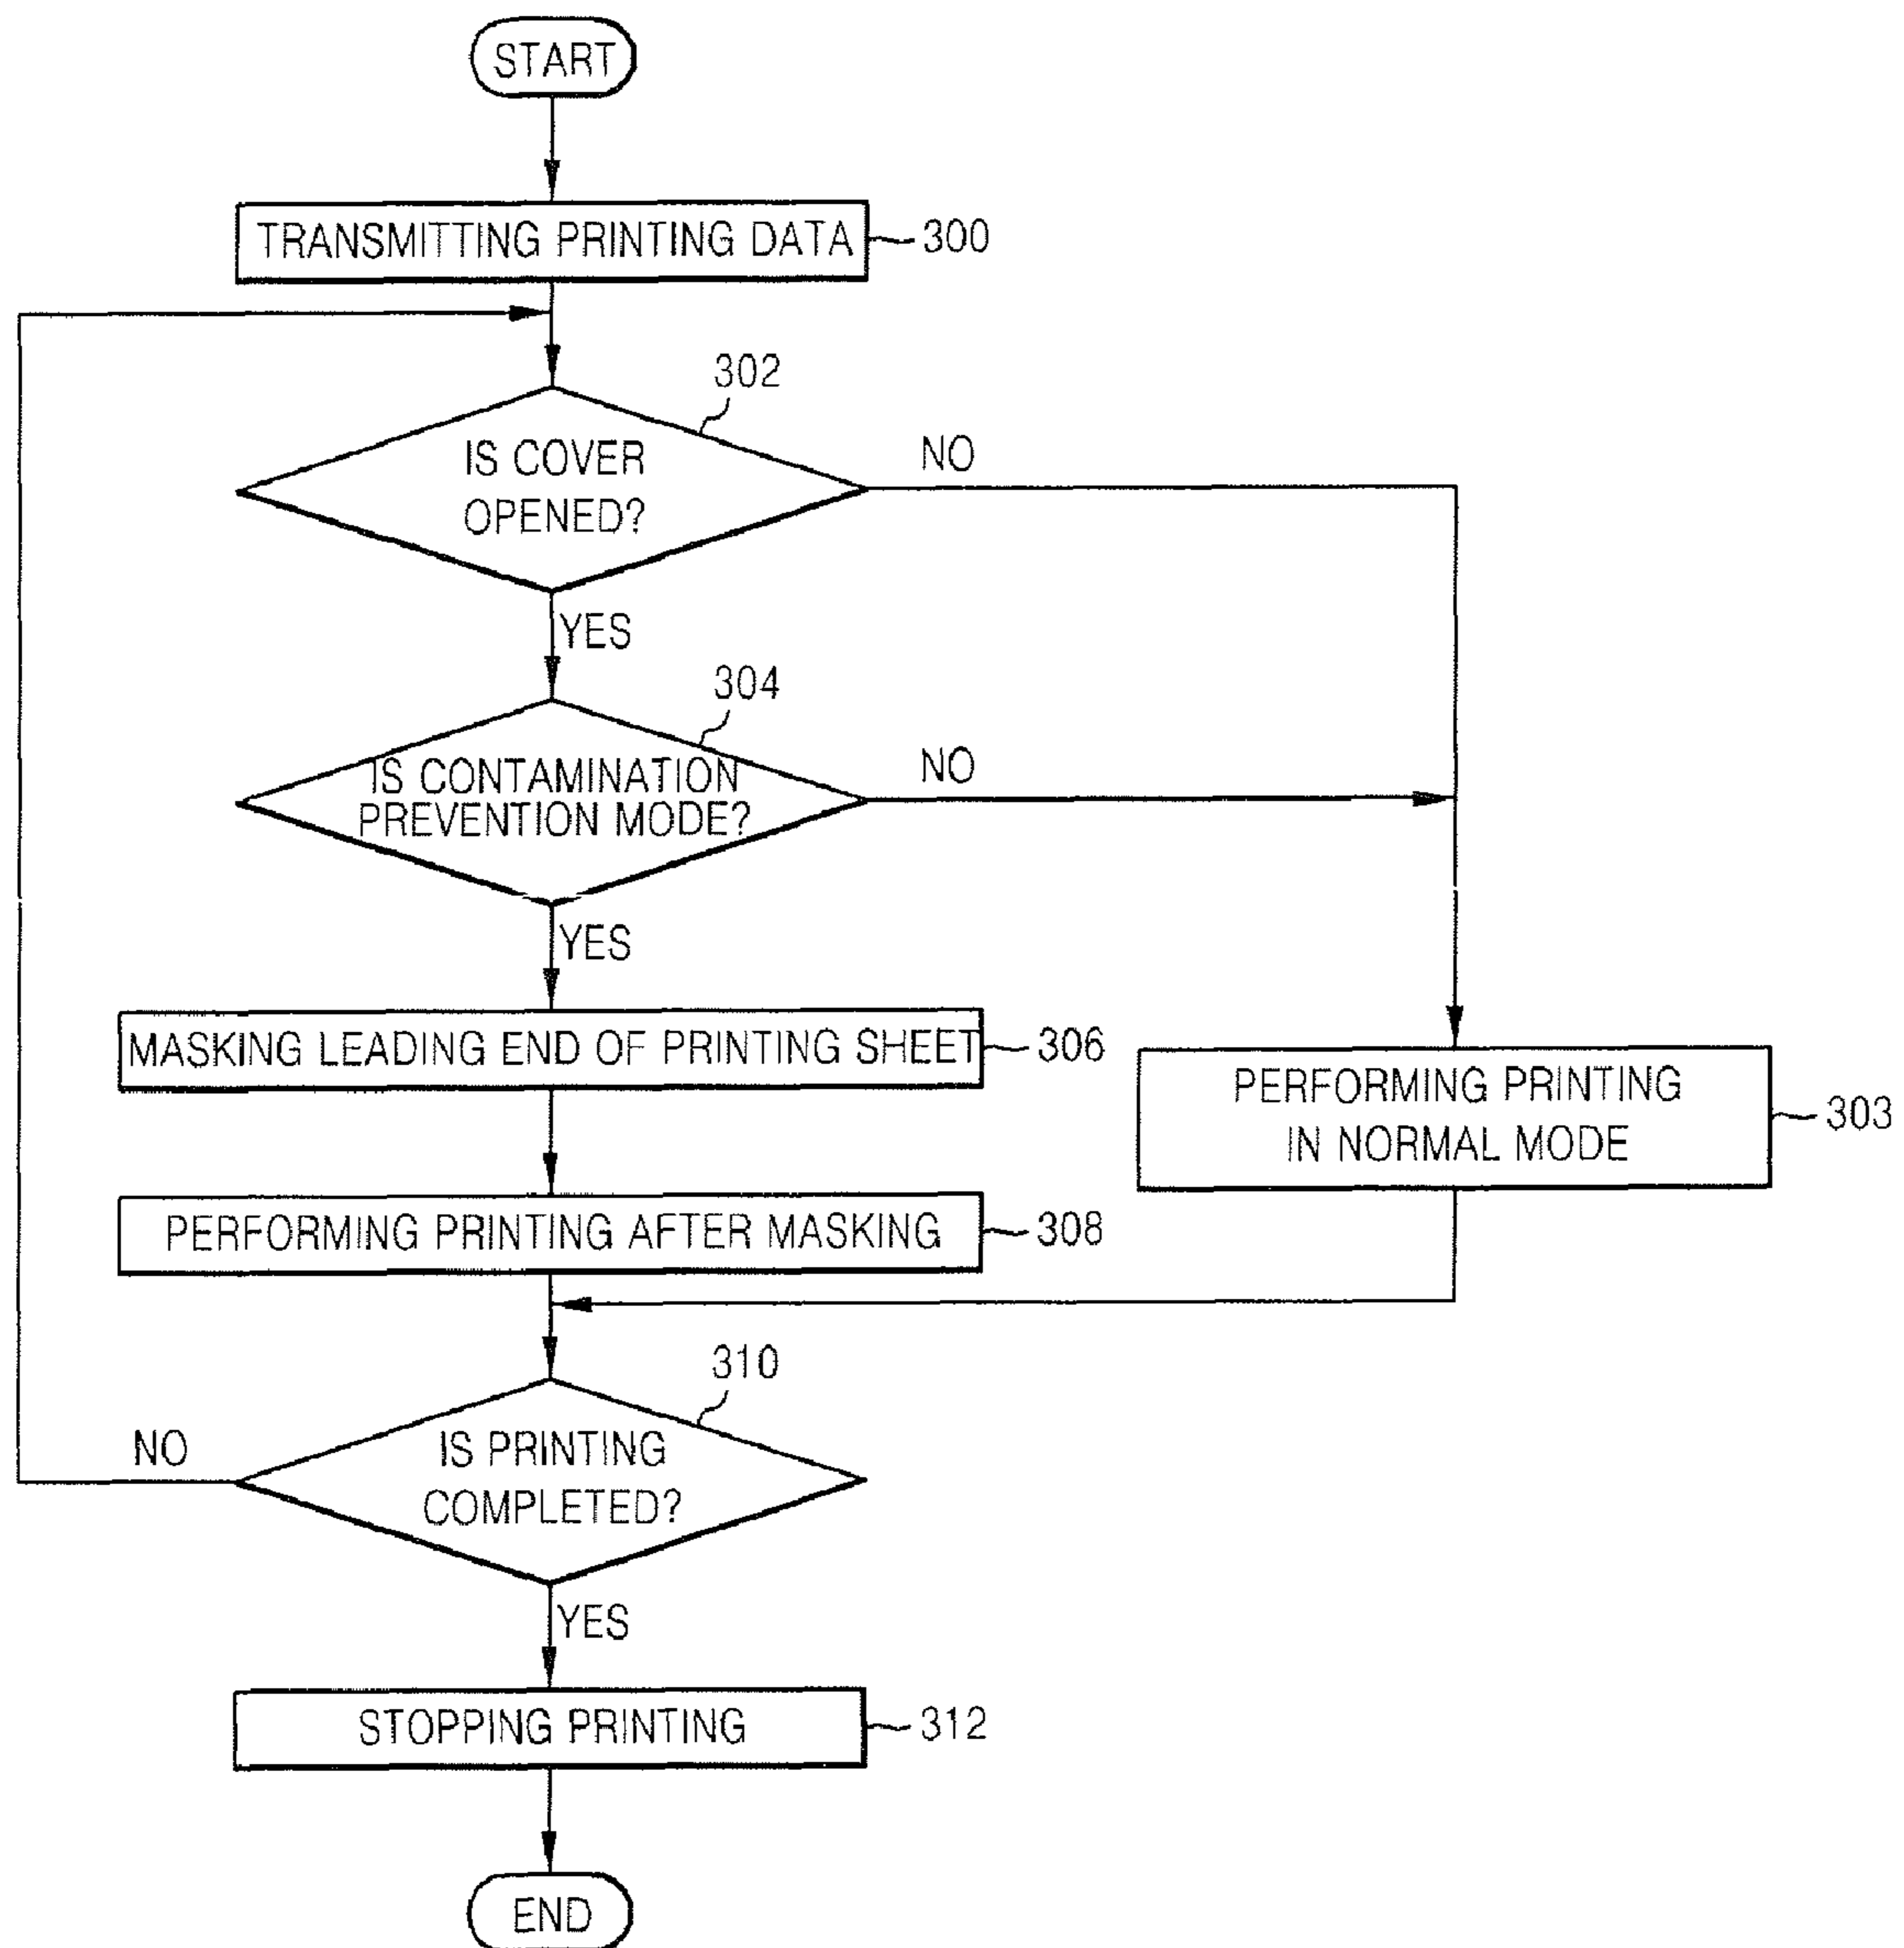 START
TRANSMITTING PRINTING DATA
300
302
IS COVER
OPENED?
NO
YES
304
IS CONTAMINATION
PREVENTION MODE?
NO
YES
MASKING LEADING END OF PRINTING SHEET
306
PERFORMING PRINTING
IN NORMAL MODE
303
PERFORMING PRINTING AFTER MASKING
308
310
IS PRINTING
COMPLETED?
NO
YES
STOPPING PRINTING
312
END